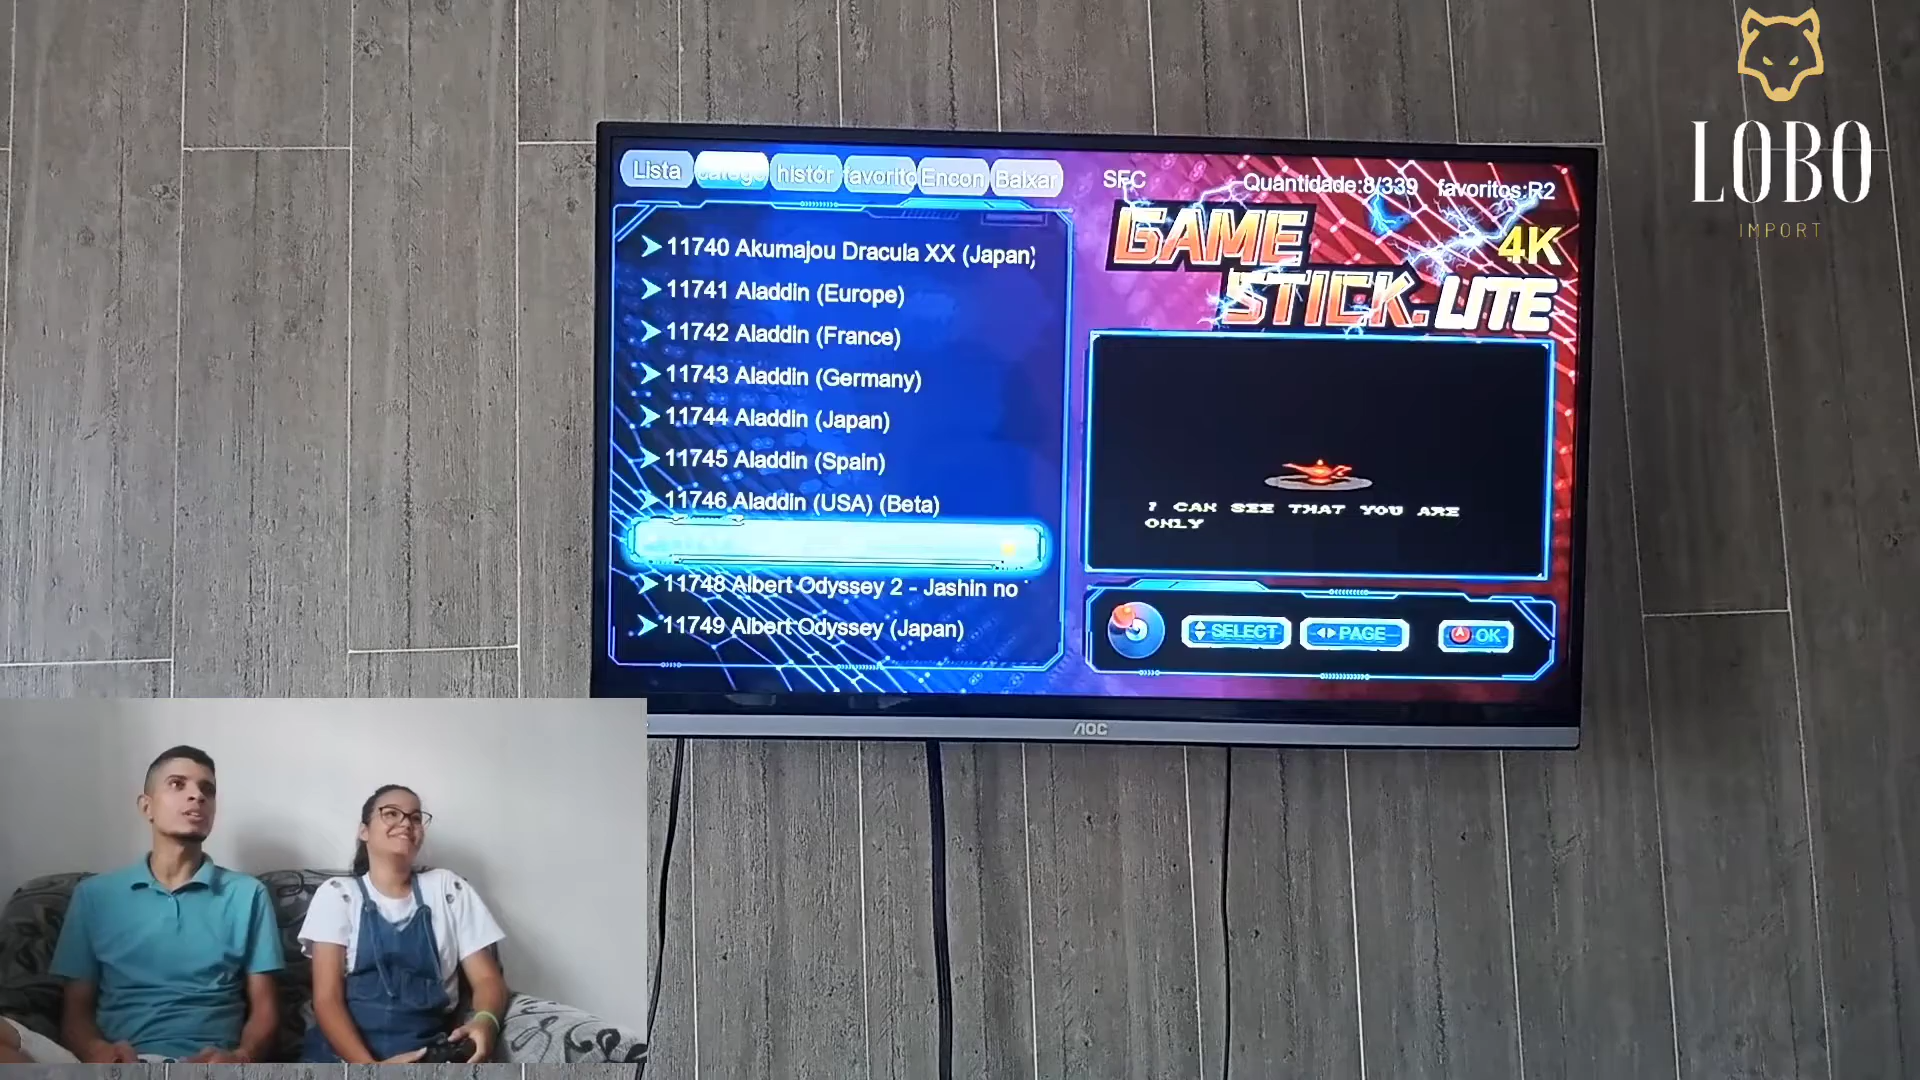 LOBO
IMPORT
Lista
histór
favorito
Encon
Baixar
SFC
Quantidade:8/339
favoritos:R2
GAME
STICK.LITE
4K
11740 Akumajou Dracula XX (Japan)
11741 Aladdin (Europe)
11742 Aladdin (France)
11743 Aladdin (Germany)
11744 Aladdin (Japan)
11745 Aladdin (Spain)
11746 Aladdin (USA) (Beta)
11748 Albert Odyssey 2 - Jashin no
11749 Albert Odyssey (Japan)
I CAN SEE THAT YOU ARE
ONLY
SELECT
PAGE
A OK
AOC